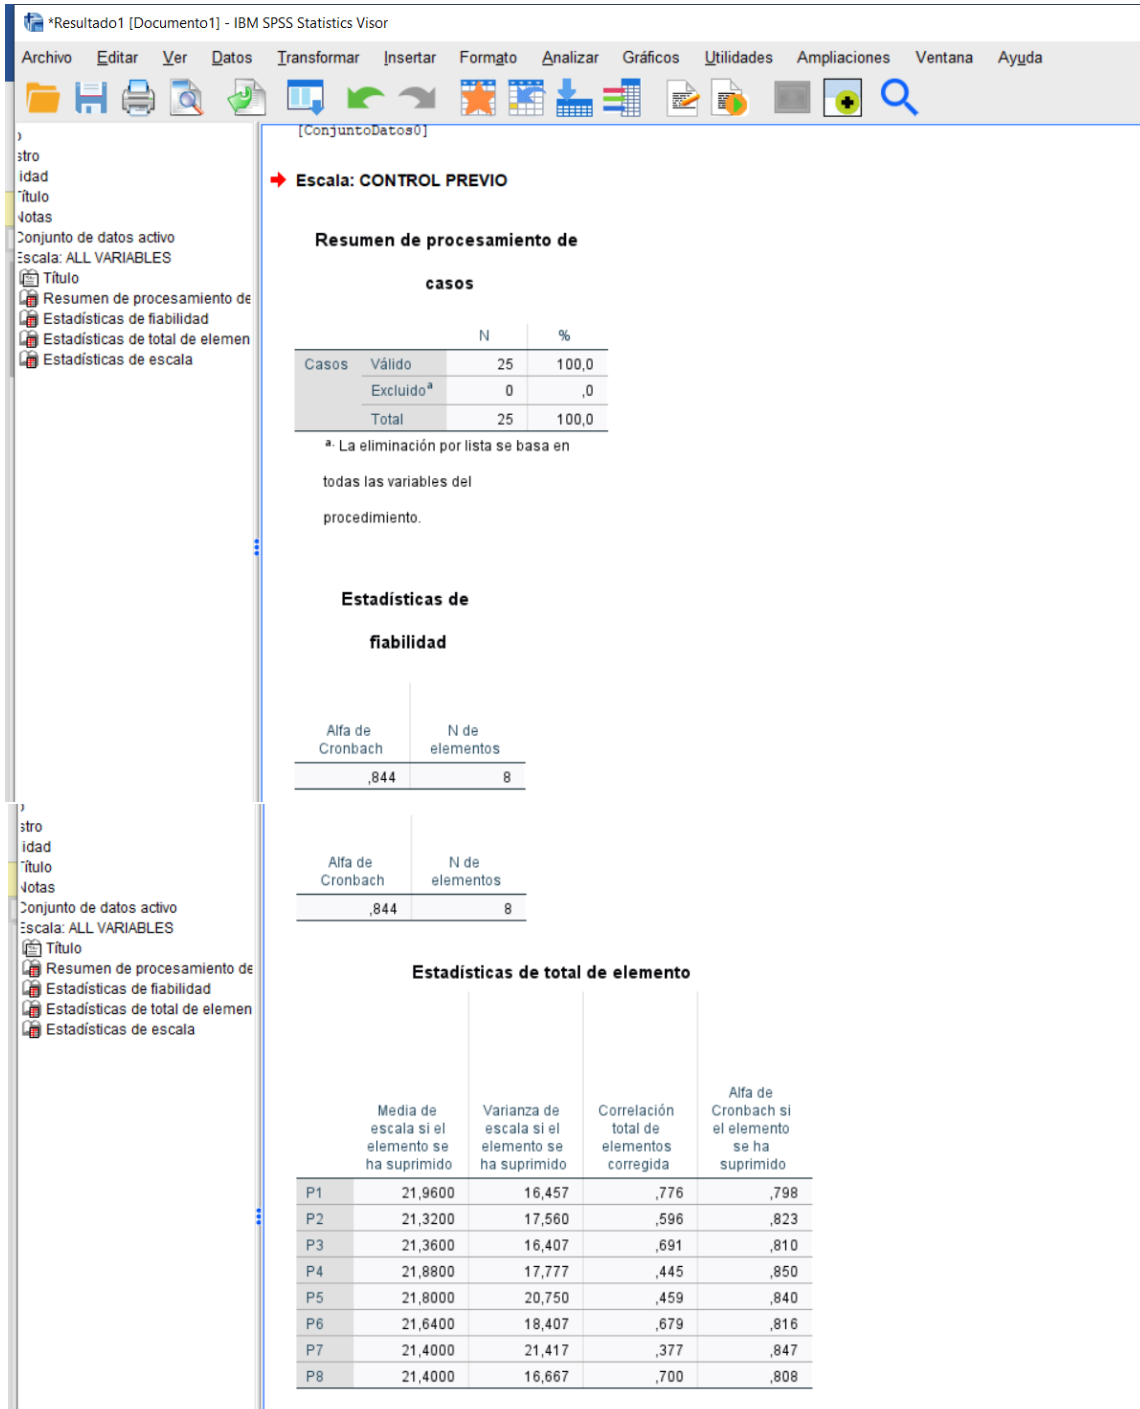 *Resultado1 [Documento1] - IBM SPSS Statistics Visor
Archivo Editar Ver Datos Transformar Insertar Formato Analizar Gráficos Utilidades Ampliaciones Ventana Ayuda
stro
idad
Título
Notas
Conjunto de datos activo
Escala: ALL VARIABLES
Título
Resumen de procesamiento de
Estadísticas de fiabilidad
Estadísticas de total de elemen
Estadísticas de escala
[ConjuntoDatos0]
Escala: CONTROL PREVIO
Resumen de procesamiento de
casos
N %
Casos Válido 25 100,0
Excluido a 0 ,0
Total 25 100,0
a. La eliminación por lista se basa en
todas las variables del
procedimiento.
Estadísticas de
fiabilidad
Alfa de N de
Cronbach elementos
,844 8
stro
idad
Título
Notas
Conjunto de datos activo
Escala: ALL VARIABLES
Título
Resumen de procesamiento de
Estadísticas de fiabilidad
Estadísticas de total de elemen
Estadísticas de escala
Alfa de N de
Cronbach elementos
,844 8
Estadísticas de total de elemento
Alfa de
Media de Varianza de Correlación Cronbach si
escala si el escala si el total de el elemento
elemento se elemento se elementos se ha
ha suprimido ha suprimido corregida suprimido
P1 21,9600 16,457 ,776 ,798
P2 21,3200 17,560 ,596 ,823
P3 21,3600 16,407 ,691 ,810
P4 21,8800 17,777 ,445 ,850
P5 21,8000 20,750 ,459 ,840
P6 21,6400 18,407 ,679 ,816
P7 21,4000 21,417 ,377 ,847
P8 21,4000 16,667 ,700 ,808